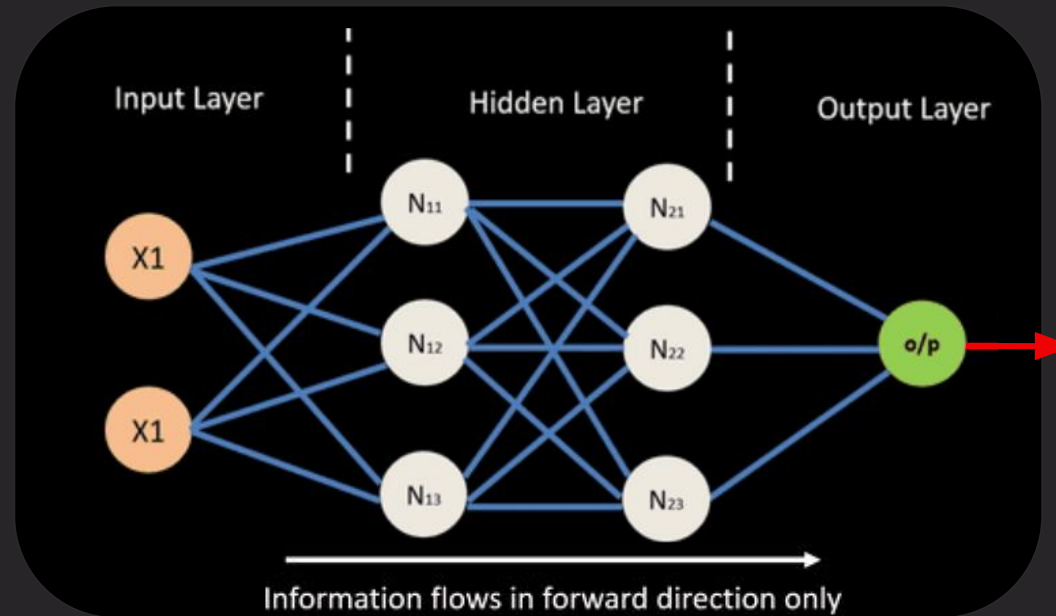 Input Layer
Hidden Layer
Output Layer
X1
X1
N11
N12
N13
N21
N22
N23
o/p
Information flows in forward direction only